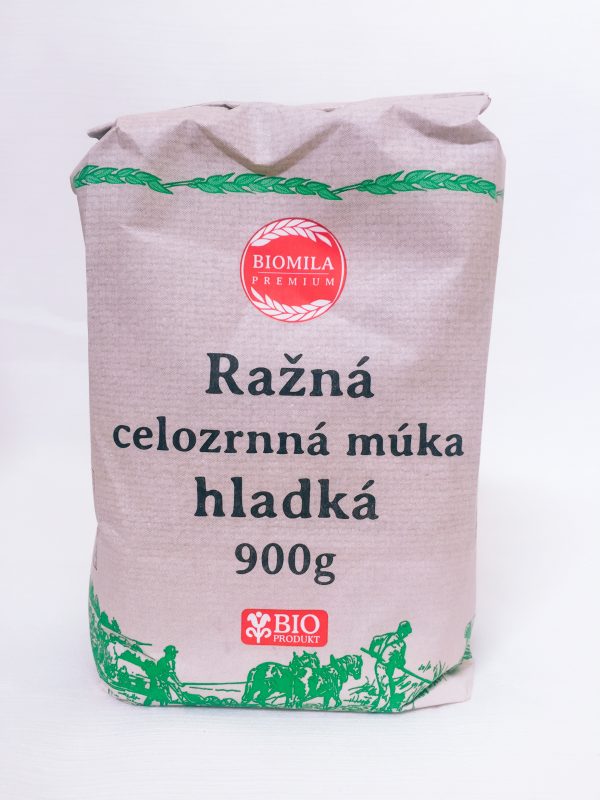 BIOMILA
PREMIUM
Ražná
celozrnná múka
hladká
900g
BIO
PRODUKT